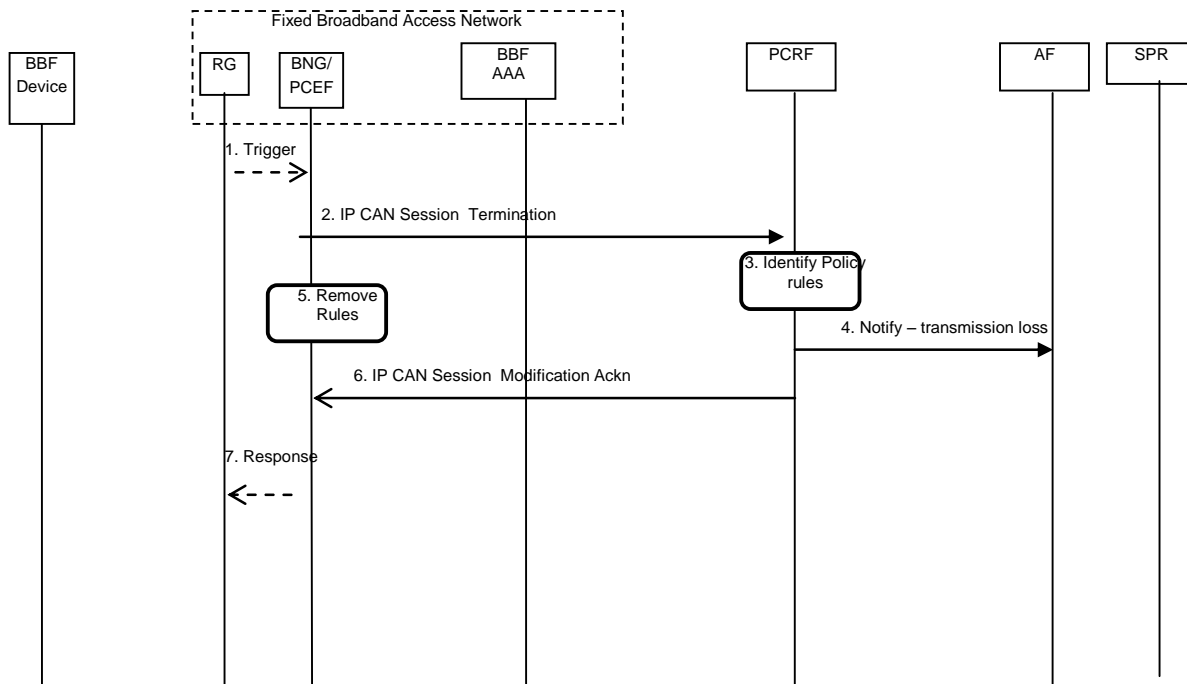 Fixed Broadband Access Network
BBF
Device
RG
BNG/
PCEF
BBF
AAA
PCRF
AF
SPR
1. Trigger
2. IP CAN Session Termination
3. Identify Policy
rules
5. Remove
Rules
4. Notify – transmission loss
6. IP CAN Session Modification Ackn
7. Response